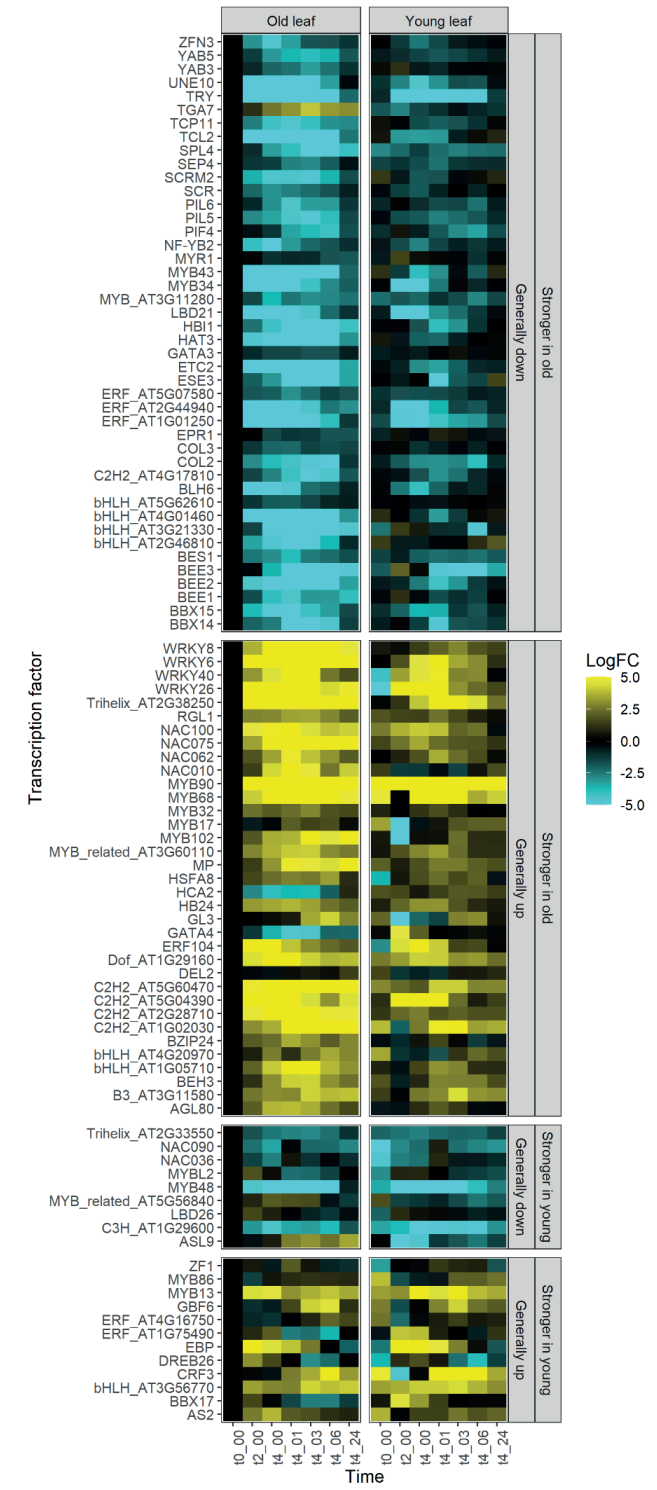 Old leaf
Young leaf
ZFN3
YAB5
YAB3
UNE10
TRY
TGA7
TCP11
TCL2
SPL4
SEP4
SCRM2
SCR
PIL6
PIL5
PIF4
NF-YB2
MYR1
MYB43
MYB34
MYB_AT3G11280
LBD21
HBI1
HAT3
GATA3
ETC2
ESE3
ERF_AT5G07580
ERF_AT2G44940
ERF_AT1G01250
EPR1
COL3
COL2
C2H2_AT4G17810
BLH6
bHLH_AT5G62610
bHLH_AT4G01460
bHLH_AT3G21330
bHLH_AT2G46810
BES1
BEE3
BEE2
BEE1
BBX15
BBX14
Generally down
Stronger in old
WRKY8
WRKY6
WRKY40
WRKY26
Trihelix_AT2G38250
RGL1
NAC100
NAC075
NAC062
NAC010
MYB90
MYB68
MYB32
MYB17
MYB102
MYB_related_AT3G60110
MP
HSFA8
HCA2
HB24
GL3
GATA4
ERF104
Dof_AT1G29160
DEL2
C2H2_AT5G60470
C2H2_AT5G04390
C2H2_AT2G28710
C2H2_AT1G02030
BZIP24
bHLH_AT4G20970
bHLH_AT1G05710
BEH3
B3_AT3G11580
AGL80
Generally up
Stronger in old
Trihelix_AT2G33550
NAC090
NAC036
MYBL2
MYB48
MYB_related_AT5G56840
LBD26
C3H_AT1G29600
ASL9
Generally down
Stronger in young
ZF1
MYB86
MYB13
GBF6
ERF_AT4G16750
ERF_AT1G75490
EBP
DREB26
CRF3
bHLH_AT3G56770
BBX17
AS2
Generally up
Stronger in young
t0_00
t2_00
t4_00
t4_01
t4_03
t4_06
t4_24
t0_00
t2_00
t4_00
t4_01
t4_03
t4_06
t4_24
Time
Transcription factor
LogFC
5.0
2.5
0.0
-2.5
-5.0